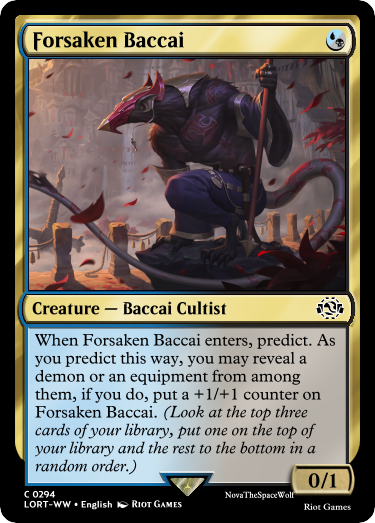 Forsaken Baccai
Creature — Baccai Cultist
When Forsaken Baccai enters, predict. As
you predict this way, you may reveal a
demon or an equipment from among
them, if you do, put a +1/+1 counter on
Forsaken Baccai. (Look at the top three
cards of your library, put one on the top of
your library and the rest to the bottom in a
random order.)
0/1
C 0294
LORT-WW • English RIOT GAMES
NovaTheSpaceWolf
Riot Games